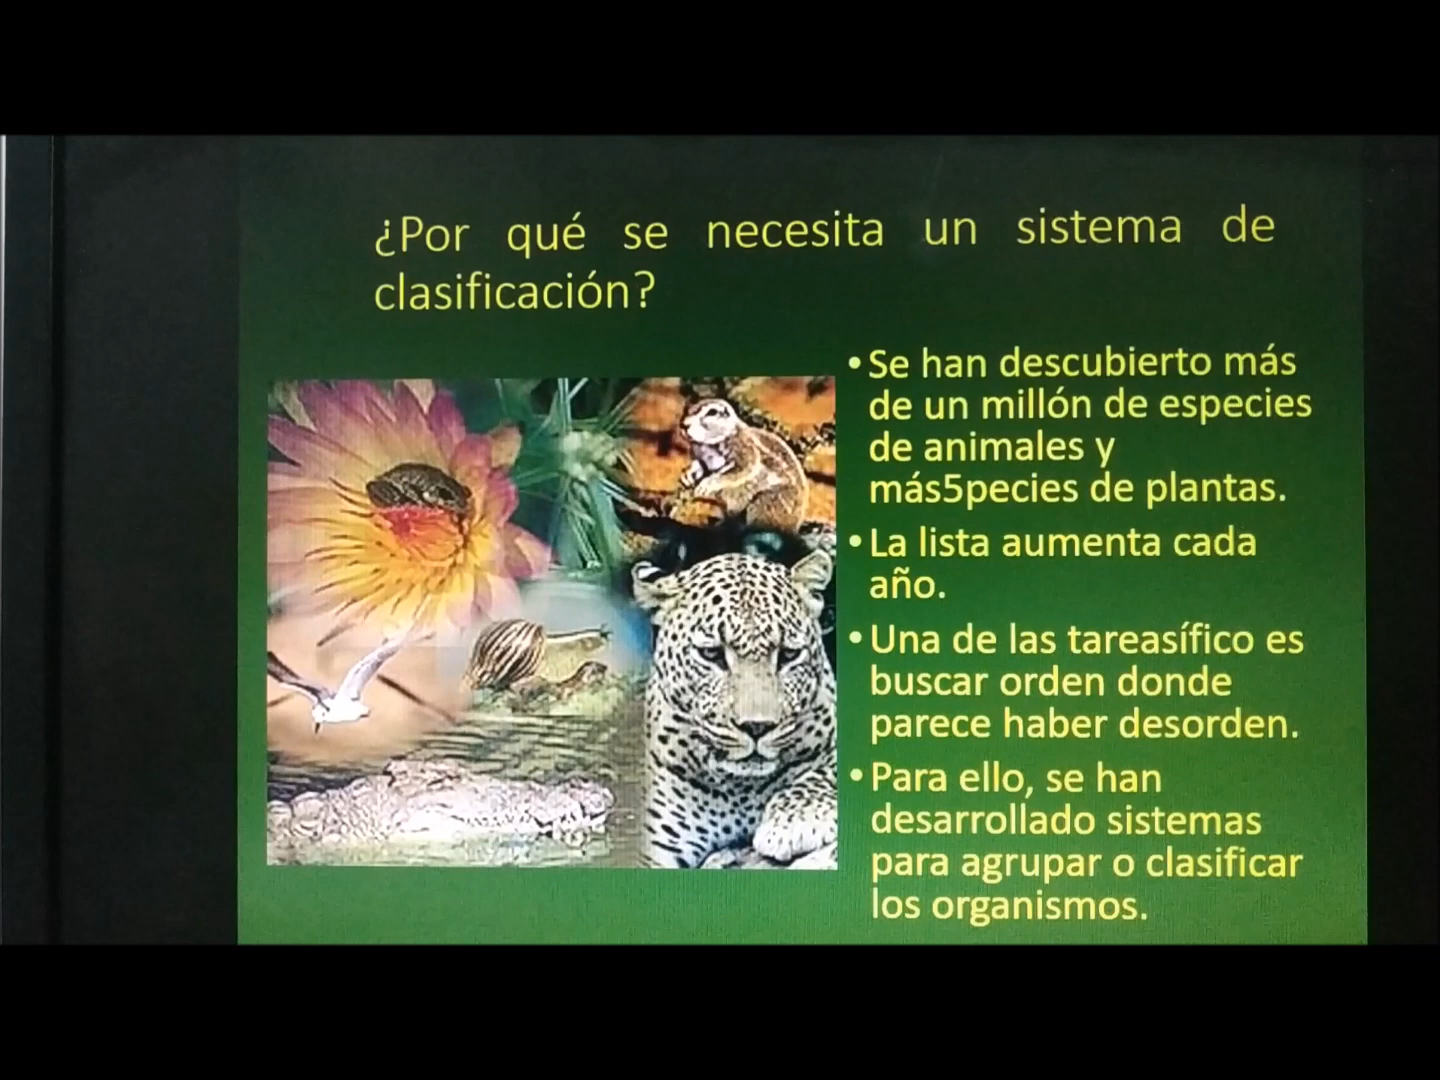 ¿Por qué se necesita un sistema de
clasificación?
• Se han descubierto más
de un millón de especies
de animales y
más5pecies de plantas.
• La lista aumenta cada
año.
• Una de las tareasífico es
buscar orden donde
parece haber desorden.
• Para ello, se han
desarrollado sistemas
para agrupar o clasificar
los organismos.